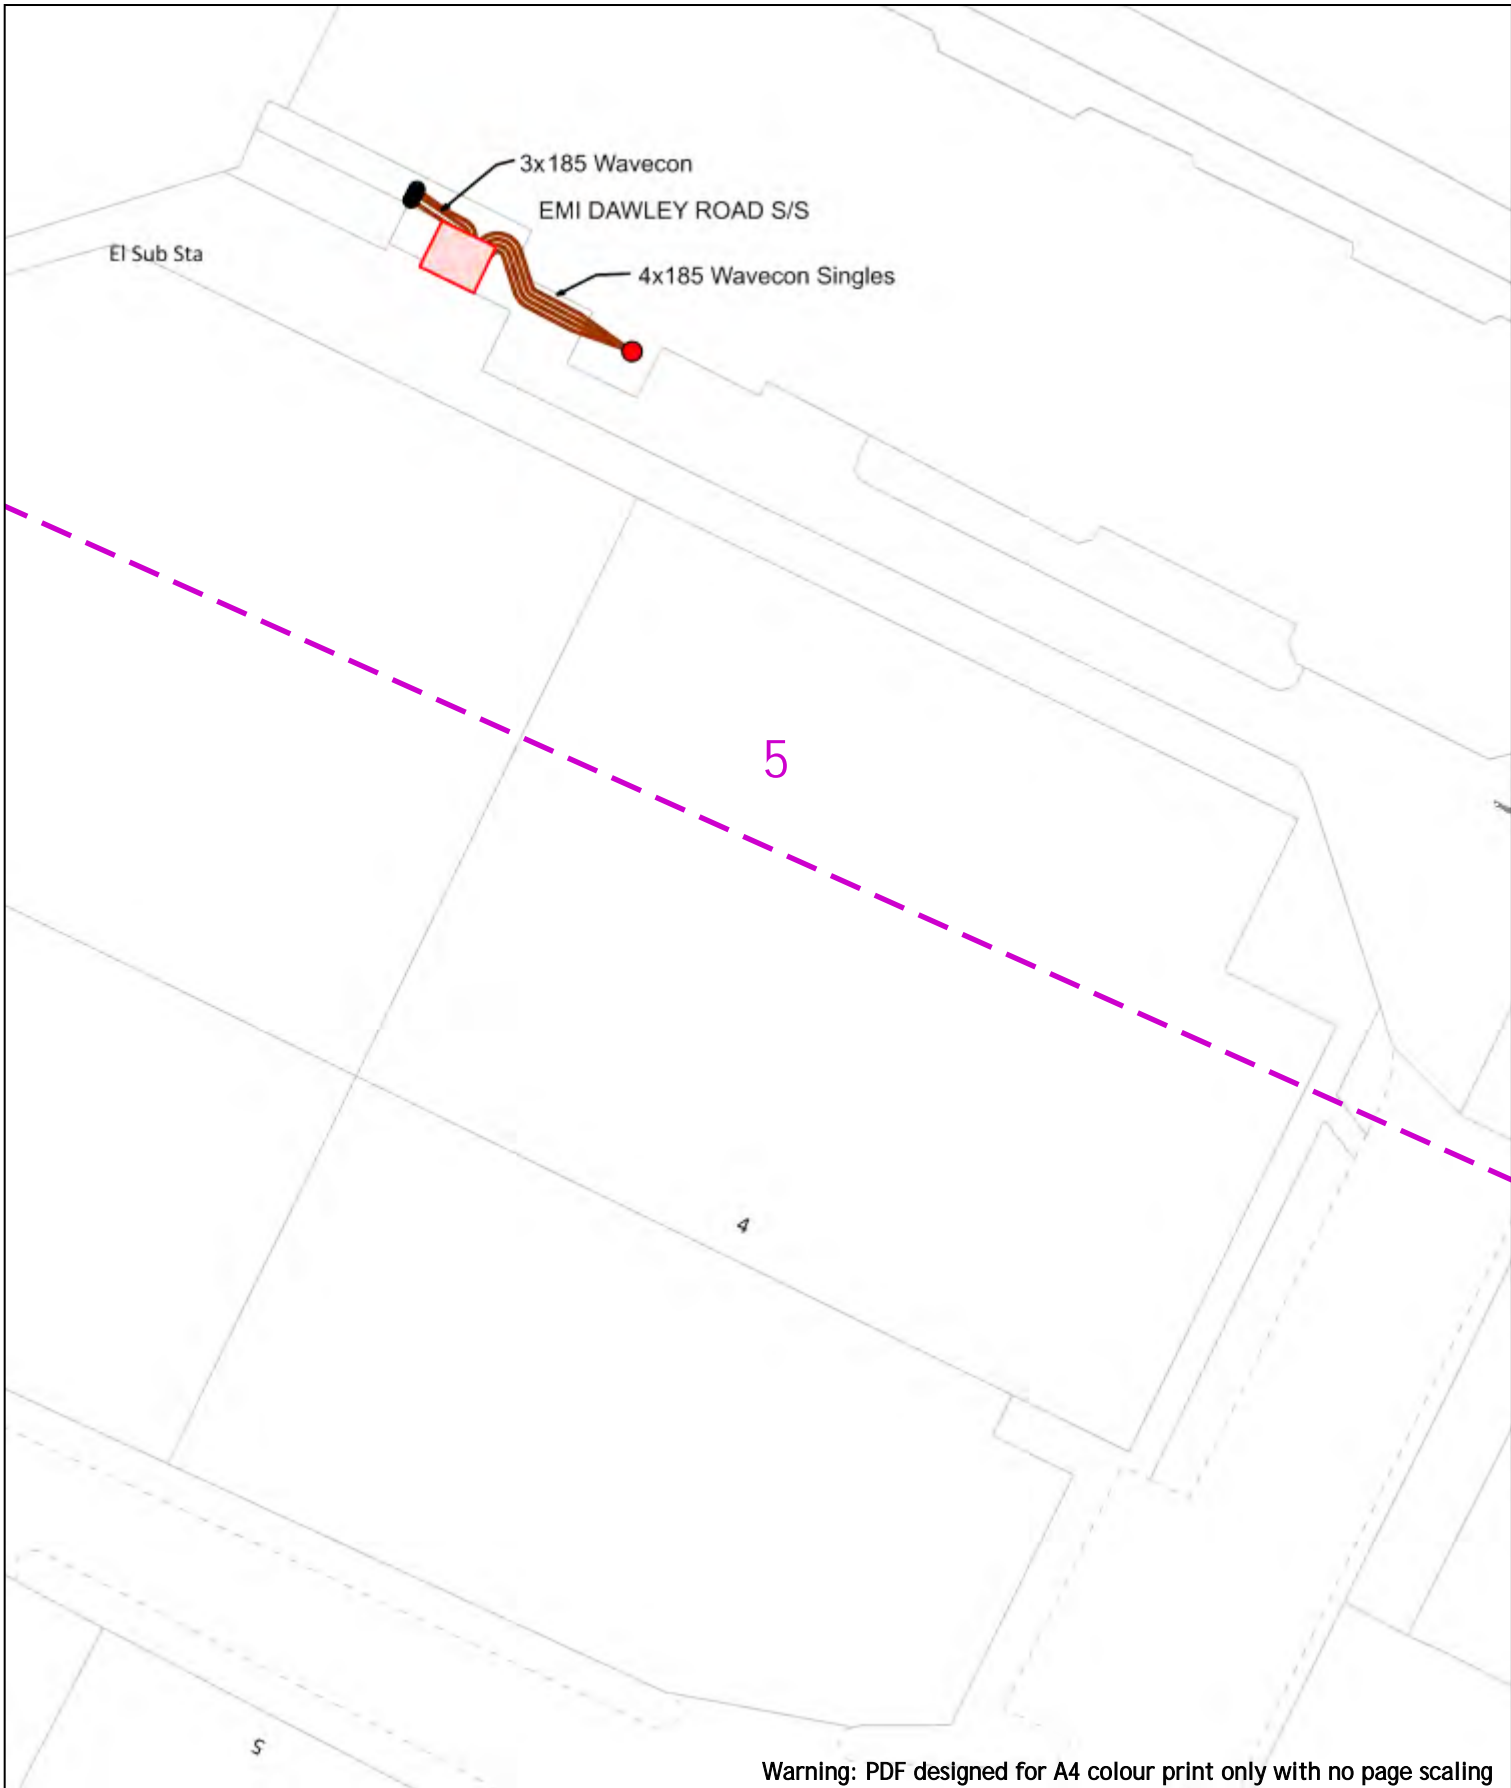 3x185 Wavecon
EMI DAWLEY ROAD S/S
El Sub Sta
4x185 Wavecon Singles
5
4
5
Warning: PDF designed for A4 colour print only with no page scaling